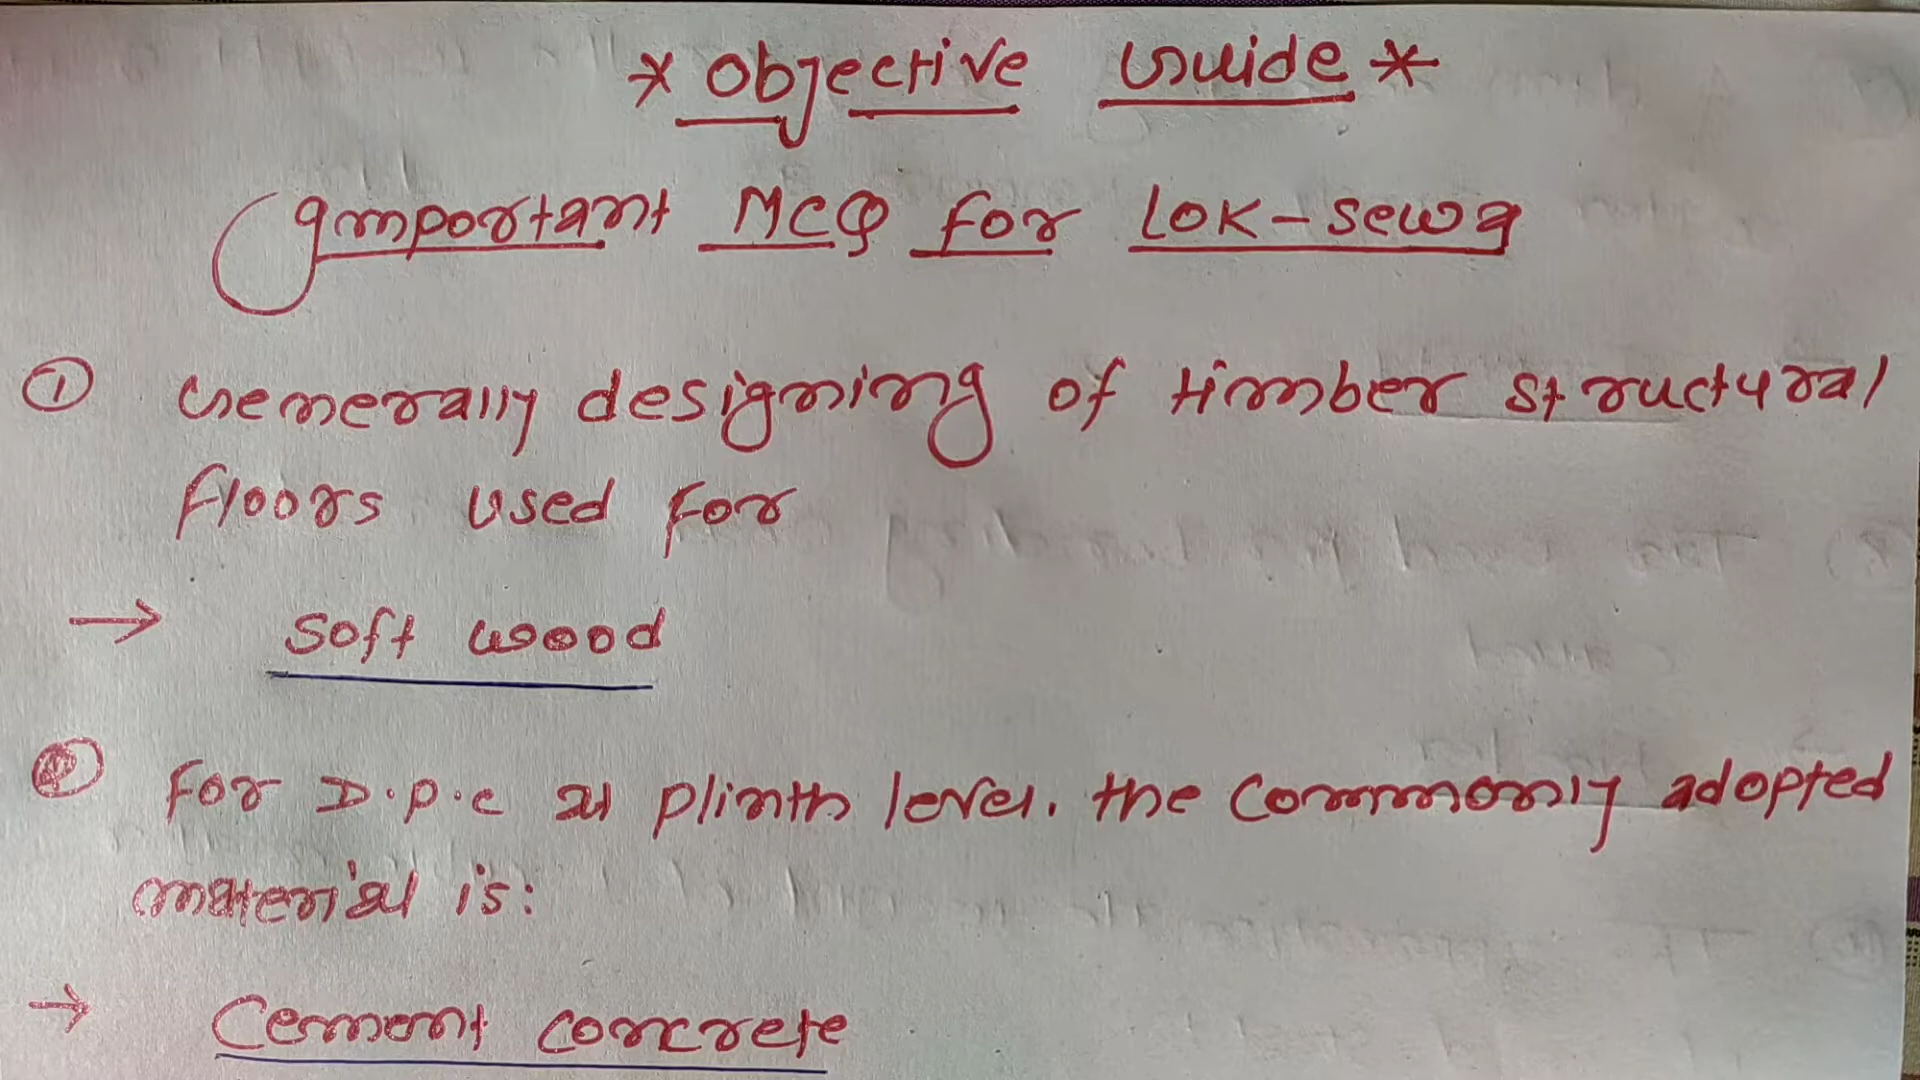 * Objective Guide *
Important MCQ for Lok-sewa
① Generally designing of timber structural
floors used for
→ Soft wood
② For D.P.C at plinth level. the commonly adopted
material is:
→ Cement concrete